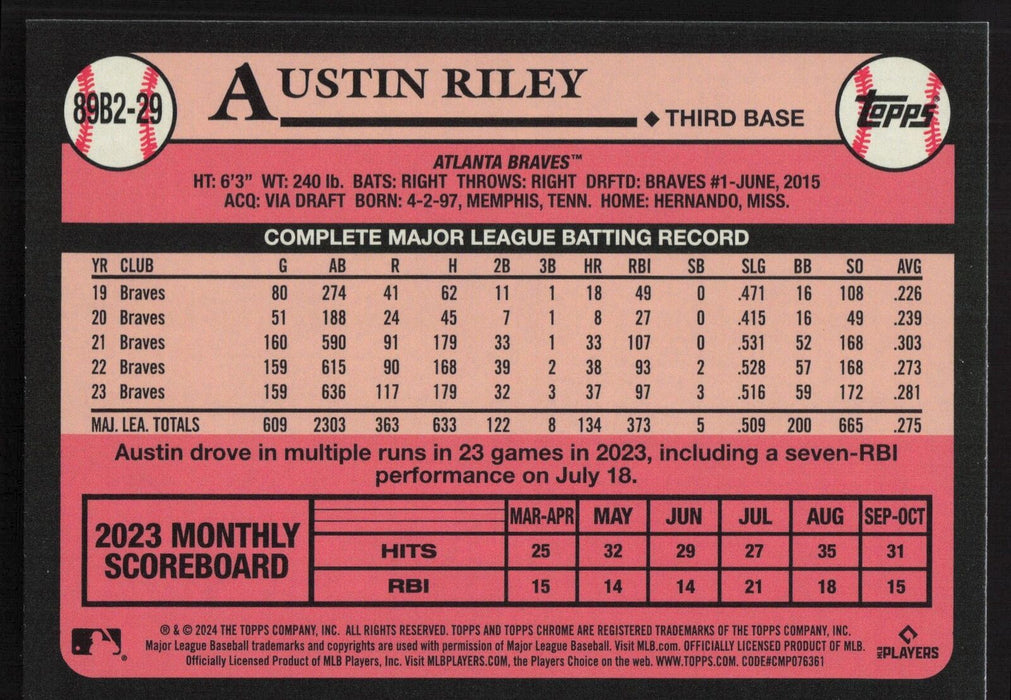 89B2-29
AUSTIN RILEY
◆ THIRD BASE
topps
ATLANTA BRAVES™
HT: 6'3" WT: 240 lb. BATS: RIGHT THROWS: RIGHT DRFTD: BRAVES #1-JUNE, 2015
ACQ: VIA DRAFT BORN: 4-2-97, MEMPHIS, TENN. HOME: HERNANDO, MISS.
COMPLETE MAJOR LEAGUE BATTING RECORD
YR CLUB G AB R H 2B 3B HR RBI SB SLG BB SO AVG
19 Braves 80 274 41 62 11 1 18 49 0 .471 16 108 .226
20 Braves 51 188 24 45 7 1 8 27 0 .415 16 49 .239
21 Braves 160 590 91 179 33 1 33 107 0 .531 52 168 .303
22 Braves 159 615 90 168 39 2 38 93 2 .528 57 168 .273
23 Braves 159 636 117 179 32 3 37 97 3 .516 59 172 .281
MAJ. LEA. TOTALS 609 2303 363 633 122 8 134 373 5 .509 200 665 .275
Austin drove in multiple runs in 23 games in 2023, including a seven-RBI
performance on July 18.
2023 MONTHLY
SCOREBOARD
MAR-APR MAY JUN JUL AUG SEP-OCT
HITS 25 32 29 27 35 31
RBI 15 14 14 21 18 15
® & © 2024 THE TOPPS COMPANY, INC. ALL RIGHTS RESERVED. TOPPS AND TOPPS CHROME ARE REGISTERED TRADEMARKS OF THE TOPPS COMPANY, INC.
Major League Baseball trademarks and copyrights are used with permission of Major League Baseball. Visit MLB.com. OFFICIALLY LICENSED PRODUCT OF MLB.
Officially Licensed Product of MLB Players, Inc. Visit MLBPLAYERS.COM, the Players Choice on the web. WWW.TOPPS.COM. CODE#CMP076361
MLB PLAYERS